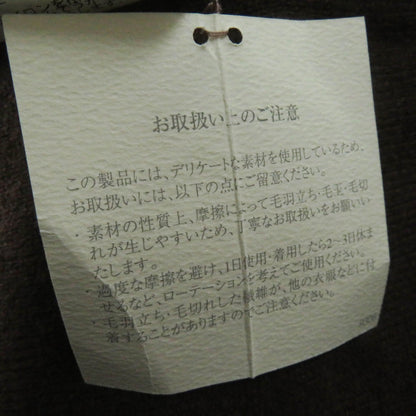 お取扱い上のご注意
この製品には、デリケートな素材を使用しているため、
お取扱いには、以下の点にご留意ください。
・素材の性質上、摩擦によって毛羽立ち・毛玉・毛切
れが生じやすいため、丁寧なお取扱いをお願いい
たします。
・過度な摩擦を避け、1日使用・着用したら2〜3日休ま
せるなど、ローテーションを考えてご使用ください。
・毛羽立ち・毛切れした繊維が、他の衣服などに付
着することがありますのでご注意ください。